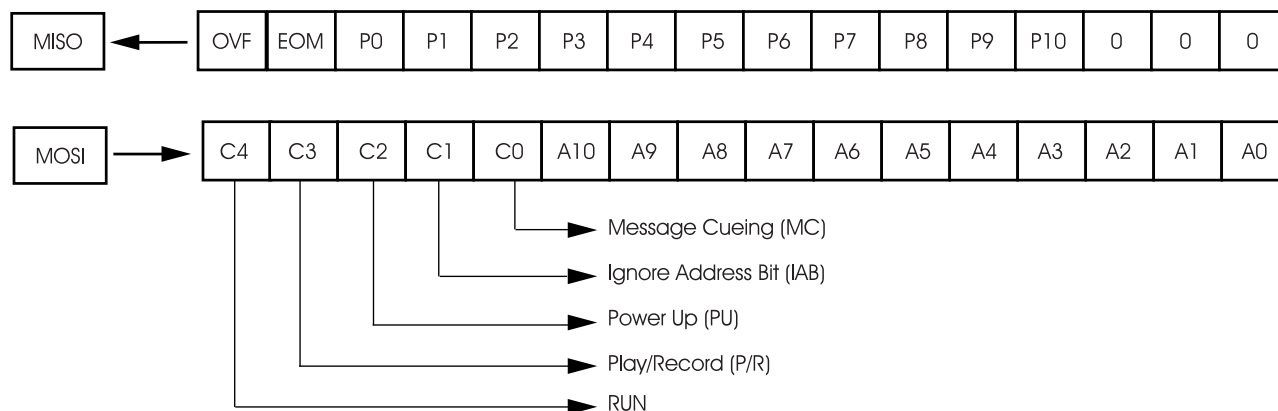 MISO OVF EOM P0 P1 P2 P3 P4 P5 P6 P7 P8 P9 P10 0 0 0
MOSI C4 C3 C2 C1 C0 A10 A9 A8 A7 A6 A5 A4 A3 A2 A1 A0
Message Cueing (MC)
Ignore Address Bit (IAB)
Power Up (PU)
Play/Record (P/R)
RUN